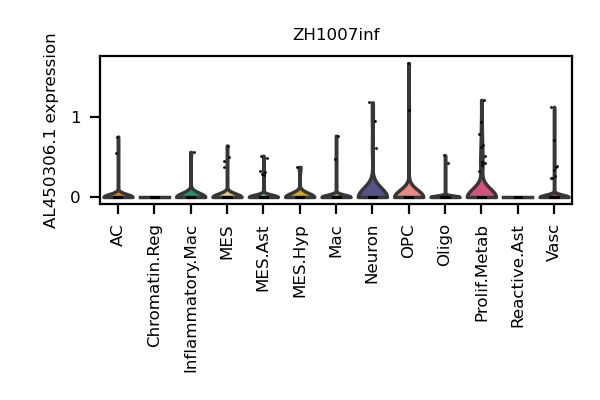 ZH1007inf
AL450306.1 expression
1
0
AC
Chromatin.Reg
Inflammatory.Mac
MES
MES.Ast
MES.Hyp
Mac
Neuron
OPC
Oligo
Prolif.Metab
Reactive.Ast
Vasc